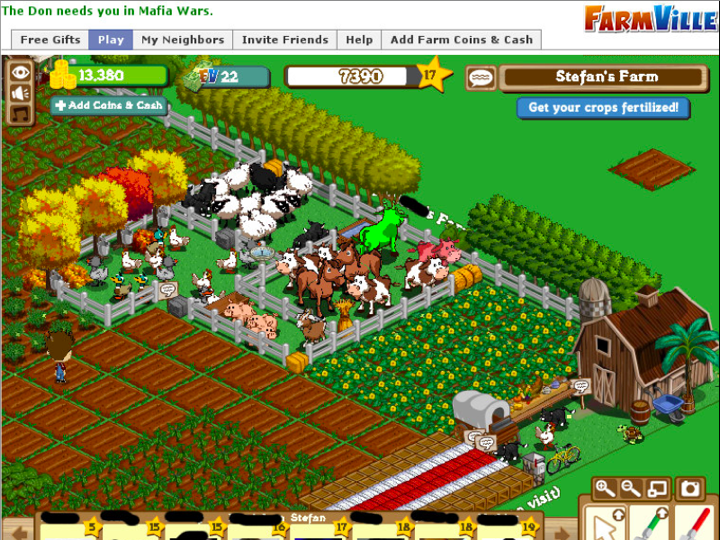 The Don needs you in Mafia Wars.
FARMVILLE
Free Gifts Play My Neighbors Invite Friends Help Add Farm Coins & Cash
13,380 FV 22 7390 17 Stefan's Farm
+ Add Coins & Cash Get your crops fertilized!
visit)
Stefan
5 15 15 16 17 18 18 19